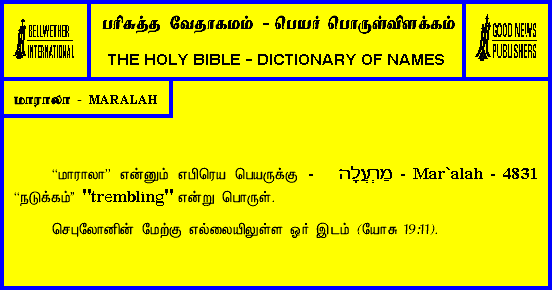 BELLWETHER
INTERNATIONAL
பரிசுத்த வேதாகமம் - பெயர் பொருள்விளக்கம்
THE HOLY BIBLE - DICTIONARY OF NAMES
GOOD NEWS
PUBLISHERS
மாராலா - MARALAH
“மாராலா” என்னும் எபிரெய பெயருக்கு - מַרְעֲלָה - Mar`alah - 4831
“நடுக்கம்” "trembling" என்று பொருள்.
செபுலோனின் மேற்கு எல்லையிலுள்ள ஓர் இடம் (யோசு 19:11).